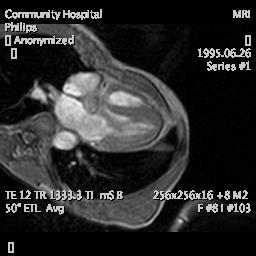 Community Hospital MRI
Philips
[] Anonymized []
[] 1995.06.26
Series #1
TE 12 TR 1333.3 TI mS B 256x256x16 +8 M2
50° ETL Avg F #8 I #103
[]